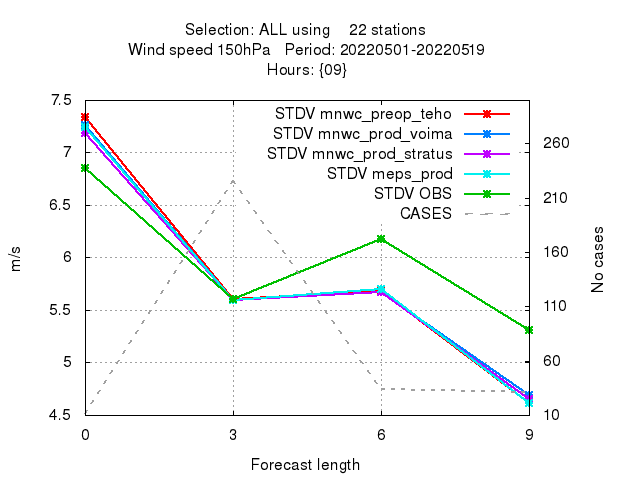 Selection: ALL using 22 stations
Wind speed 150hPa Period: 20220501-20220519
Hours: {09}
7.5
7
6.5
6
5.5
5
4.5
m/s
STDV mnwc_preop_teho
STDV mnwc_prod_voima
STDV mnwc_prod_stratus
STDV meps_prod
STDV OBS
CASES
260
210
160
110
60
10
No cases
0 3 6 9
Forecast length